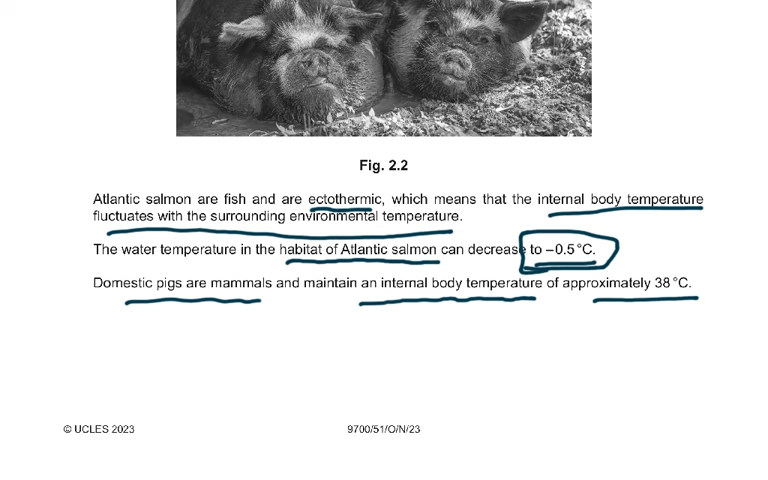 Fig. 2.2
Atlantic salmon are fish and are ectothermic, which means that the internal body temperature
fluctuates with the surrounding environmental temperature.
The water temperature in the habitat of Atlantic salmon can decrease to –0.5 °C.
Domestic pigs are mammals and maintain an internal body temperature of approximately 38 °C.
© UCLES 2023 9700/51/O/N/23